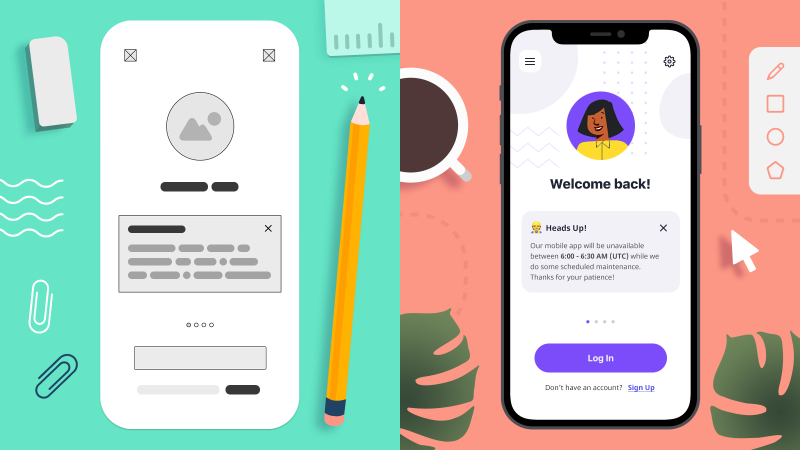 Welcome back!
👷 Heads Up!
Our mobile app will be unavailable
between 6:00 - 6:30 AM (UTC) while we
do some scheduled maintenance.
Thanks for your patience!
Log In
Don't have an account? Sign Up